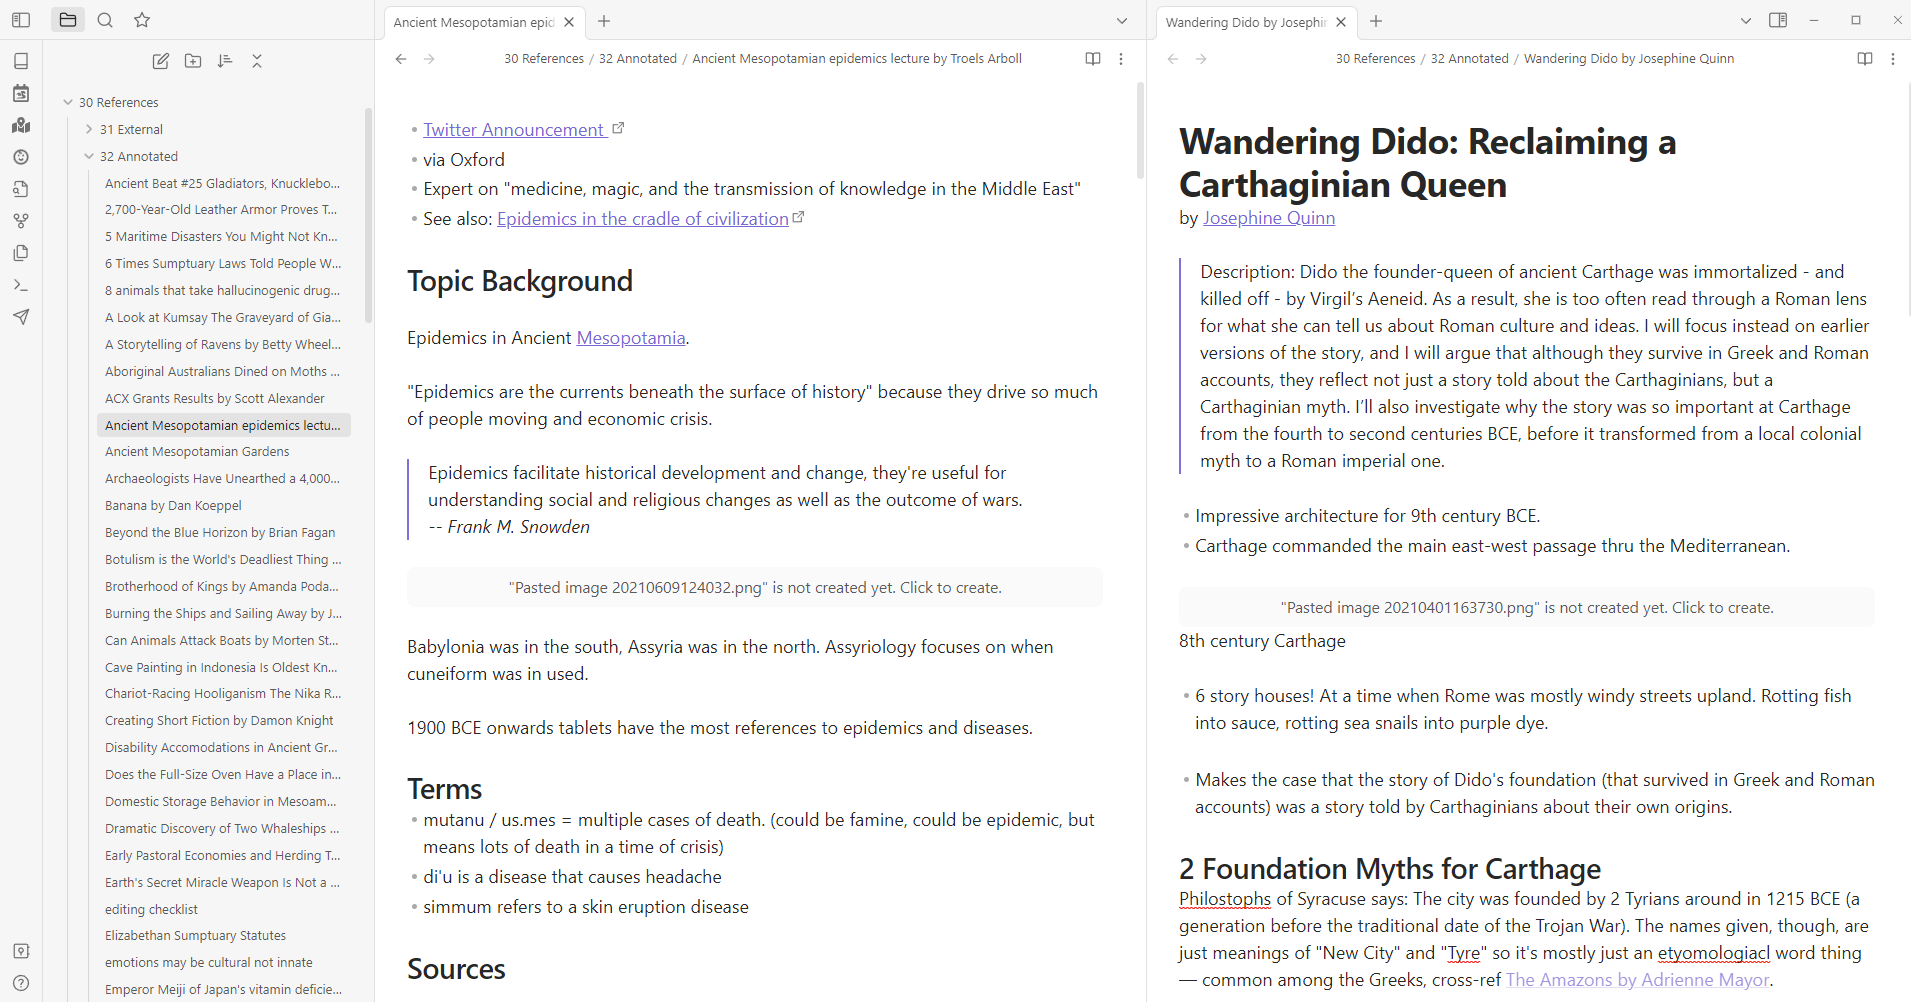 30 References
31 External
32 Annotated
Ancient Beat #25 Gladiators, Knucklebo...
2,700-Year-Old Leather Armor Proves T...
5 Maritime Disasters You Might Not Kn...
6 Times Sumptuary Laws Told People W...
8 animals that take hallucinogenic drug...
A Look at Kumsay The Graveyard of Gia...
A Storytelling of Ravens by Betty Wheel...
Aboriginal Australians Dined on Moths ...
ACX Grants Results by Scott Alexander
Ancient Mesopotamian epidemics lectu...
Ancient Mesopotamian Gardens
Archaeologists Have Unearthed a 4,000...
Banana by Dan Koeppel
Beyond the Blue Horizon by Brian Fagan
Botulism is the World's Deadliest Thing ...
Brotherhood of Kings by Amanda Poda...
Burning the Ships and Sailing Away by J...
Can Animals Attack Boats by Morten St...
Cave Painting in Indonesia Is Oldest Kn...
Chariot-Racing Hooliganism The Nika R...
Creating Short Fiction by Damon Knight
Disability Accomodations in Ancient Gr...
Does the Full-Size Oven Have a Place in...
Domestic Storage Behavior in Mesoam...
Dramatic Discovery of Two Whaleships ...
Early Pastoral Economies and Herding T...
Earth's Secret Miracle Weapon Is Not a ...
editing checklist
Elizabethan Sumptuary Statutes
emotions may be cultural not innate
Emperor Meiji of Japan's vitamin deficie...
Ancient Mesopotamian epid
30 References / 32 Annotated / Ancient Mesopotamian epidemics lecture by Troels Arboll
Twitter Announcement
via Oxford
Expert on "medicine, magic, and the transmission of knowledge in the Middle East"
See also: Epidemics in the cradle of civilization
Topic Background
Epidemics in Ancient Mesopotamia.
"Epidemics are the currents beneath the surface of history" because they drive so much
of people moving and economic crisis.
Epidemics facilitate historical development and change, they're useful for
understanding social and religious changes as well as the outcome of wars.
-- Frank M. Snowden
"Pasted image 20210609124032.png" is not created yet. Click to create.
Babylonia was in the south, Assyria was in the north. Assyriology focuses on when
cuneiform was in used.
1900 BCE onwards tablets have the most references to epidemics and diseases.
Terms
mutanu / us.mes = multiple cases of death. (could be famine, could be epidemic, but
means lots of death in a time of crisis)
di'u is a disease that causes headache
simmum refers to a skin eruption disease
Sources
Wandering Dido by Josephin
30 References / 32 Annotated / Wandering Dido by Josephine Quinn
Wandering Dido: Reclaiming a
Carthaginian Queen
by Josephine Quinn
Description: Dido the founder-queen of ancient Carthage was immortalized - and
killed off - by Virgil's Aeneid. As a result, she is too often read through a Roman lens
for what she can tell us about Roman culture and ideas. I will focus instead on earlier
versions of the story, and I will argue that although they survive in Greek and Roman
accounts, they reflect not just a story told about the Carthaginians, but a
Carthaginian myth. I'll also investigate why the story was so important at Carthage
from the fourth to second centuries BCE, before it transformed from a local colonial
myth to a Roman imperial one.
Impressive architecture for 9th century BCE.
Carthage commanded the main east-west passage thru the Mediterranean.
"Pasted image 20210401163730.png" is not created yet. Click to create.
8th century Carthage
6 story houses! At a time when Rome was mostly windy streets upland. Rotting fish
into sauce, rotting sea snails into purple dye.
Makes the case that the story of Dido's foundation (that survived in Greek and Roman
accounts) was a story told by Carthaginians about their own origins.
2 Foundation Myths for Carthage
Philostophs of Syracuse says: The city was founded by 2 Tyrians around in 1215 BCE (a
generation before the traditional date of the Trojan War). The names given, though, are
just meanings of "New City" and "Tyre" so it's mostly just an etyomologiacl word thing
— common among the Greeks, cross-ref The Amazons by Adrienne Mayor.